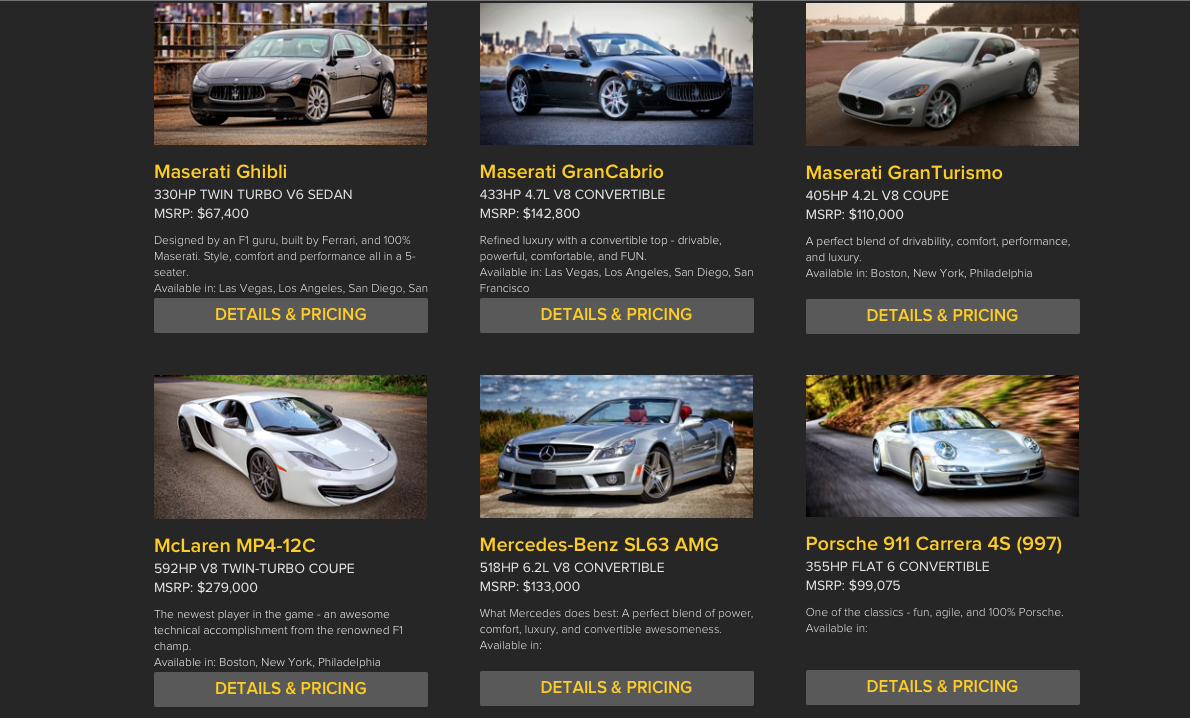 Maserati Ghibli
330HP TWIN TURBO V6 SEDAN
MSRP: $67,400
Designed by an F1 guru, built by Ferrari, and 100%
Maserati. Style, comfort and performance all in a 5-
seater.
Available in: Las Vegas, Los Angeles, San Diego, San
DETAILS & PRICING
Maserati GranCabrio
433HP 4.7L V8 CONVERTIBLE
MSRP: $142,800
Refined luxury with a convertible top - drivable,
powerful, comfortable, and FUN.
Available in: Las Vegas, Los Angeles, San Diego, San
Francisco
DETAILS & PRICING
Maserati GranTurismo
405HP 4.2L V8 COUPE
MSRP: $110,000
A perfect blend of drivability, comfort, performance,
and luxury.
Available in: Boston, New York, Philadelphia
DETAILS & PRICING
McLaren MP4-12C
592HP V8 TWIN-TURBO COUPE
MSRP: $279,000
The newest player in the game - an awesome
technical accomplishment from the renowned F1
champ.
Available in: Boston, New York, Philadelphia
DETAILS & PRICING
Mercedes-Benz SL63 AMG
518HP 6.2L V8 CONVERTIBLE
MSRP: $133,000
What Mercedes does best: A perfect blend of power,
comfort, luxury, and convertible awesomeness.
Available in:
DETAILS & PRICING
Porsche 911 Carrera 4S (997)
355HP FLAT 6 CONVERTIBLE
MSRP: $99,075
One of the classics - fun, agile, and 100% Porsche.
Available in:
DETAILS & PRICING